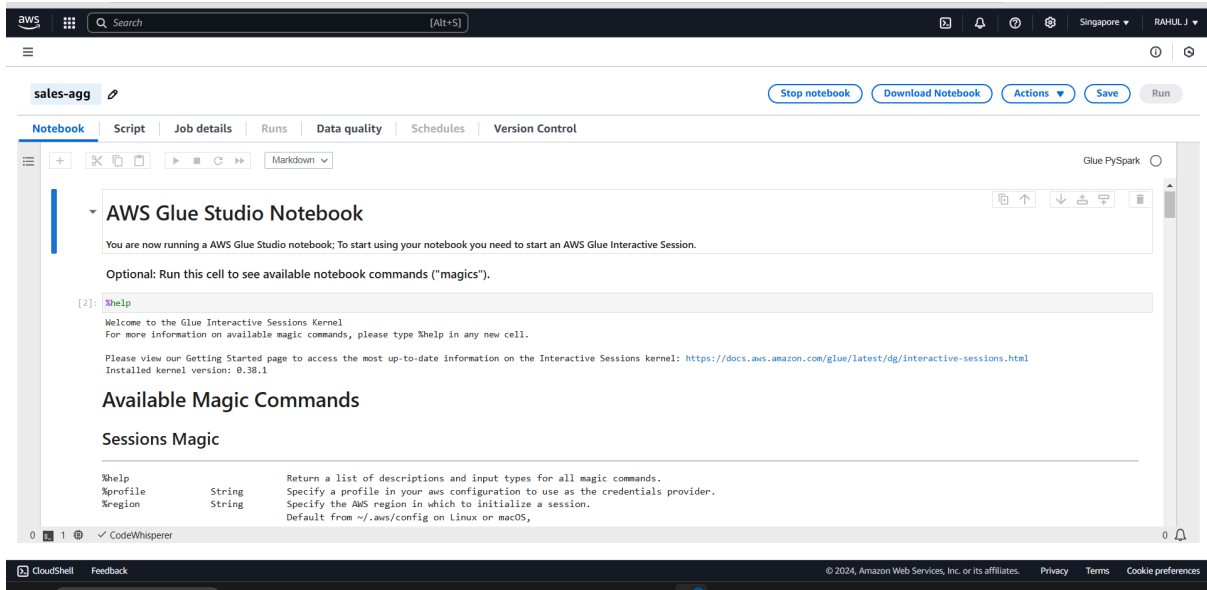 aws
Search [Alt+S] Singapore ▼ RAHUL J ▼
sales-agg Stop notebook Download Notebook Actions ▼ Save Run
Notebook Script Job details Runs Data quality Schedules Version Control
Markdown Glue PySpark
AWS Glue Studio Notebook
You are now running a AWS Glue Studio notebook; To start using your notebook you need to start an AWS Glue Interactive Session.
Optional: Run this cell to see available notebook commands ("magics").
[2]: %help
Welcome to the Glue Interactive Sessions Kernel
For more information on available magic commands, please type %help in any new cell.
Please view our Getting Started page to access the most up-to-date information on the Interactive Sessions kernel: https://docs.aws.amazon.com/glue/latest/dg/interactive-sessions.html
Installed kernel version: 0.38.1
Available Magic Commands
Sessions Magic
%help Return a list of descriptions and input types for all magic commands.
%profile String Specify a profile in your aws configuration to use as the credentials provider.
%region String Specify the AWS region in which to initialize a session.
Default from ~/.aws/config on Linux or macOS,
0 1 CodeWhisperer 0
CloudShell Feedback © 2024, Amazon Web Services, Inc. or its affiliates. Privacy Terms Cookie preferences